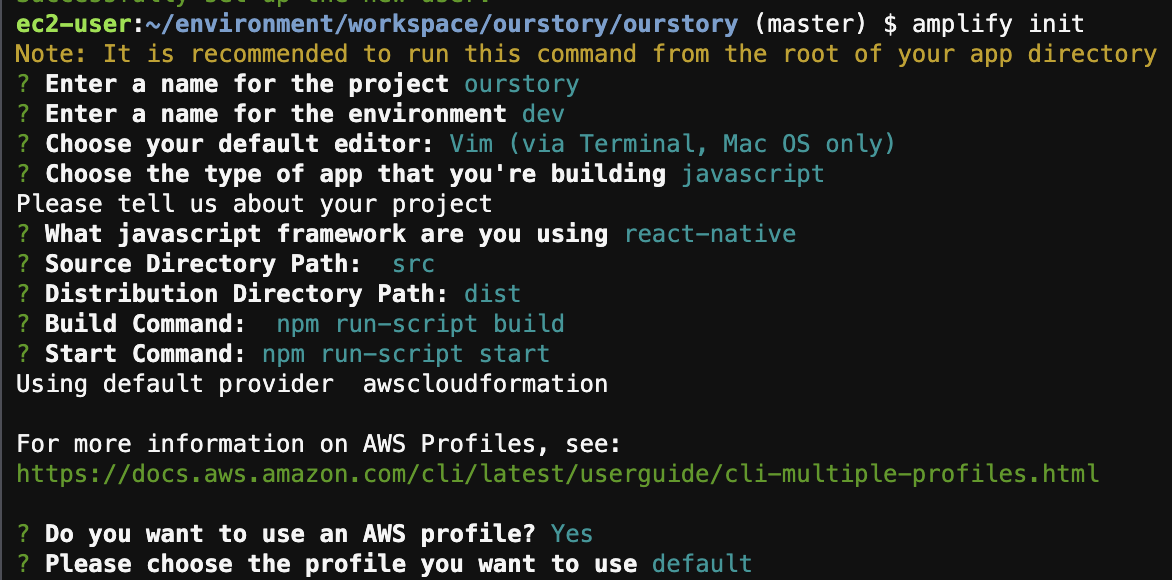 Successfully set up the new user.
ec2-user:~/environment/workspace/ourstory/ourstory (master) $ amplify init
Note: It is recommended to run this command from the root of your app directory
? Enter a name for the project ourstory
? Enter a name for the environment dev
? Choose your default editor: Vim (via Terminal, Mac OS only)
? Choose the type of app that you're building javascript
Please tell us about your project
? What javascript framework are you using react-native
? Source Directory Path:  src
? Distribution Directory Path: dist
? Build Command:  npm run-script build
? Start Command: npm run-script start
Using default provider  awscloudformation
For more information on AWS Profiles, see:
https://docs.aws.amazon.com/cli/latest/userguide/cli-multiple-profiles.html
? Do you want to use an AWS profile? Yes
? Please choose the profile you want to use default